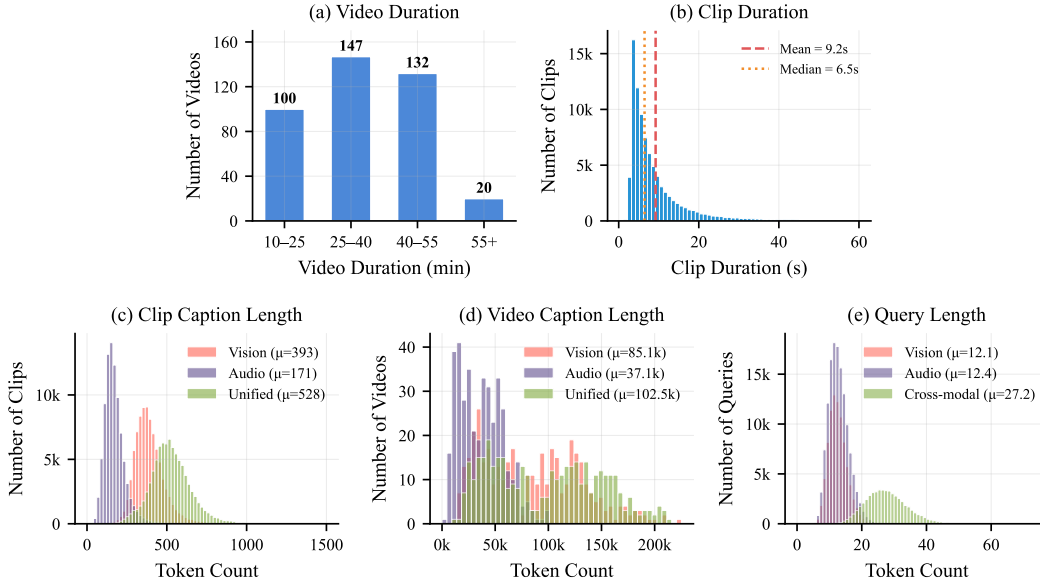 (a) Video Duration
Number of Videos
160
120
80
40
0
100
147
132
20
10–25
25–40
40–55
55+
Video Duration (min)
(b) Clip Duration
Number of Clips
15k
10k
5k
0
Mean = 9.2s
Median = 6.5s
0
20
40
60
Clip Duration (s)
(c) Clip Caption Length
Number of Clips
10k
5k
0
Vision (μ=393)
Audio (μ=171)
Unified (μ=528)
0
500
1000
1500
Token Count
(d) Video Caption Length
Number of Videos
40
30
20
10
0
Vision (μ=85.1k)
Audio (μ=37.1k)
Unified (μ=102.5k)
0k
50k
100k
150k
200k
Token Count
(e) Query Length
Number of Queries
15k
10k
5k
0
Vision (μ=12.1)
Audio (μ=12.4)
Cross-modal (μ=27.2)
0
20
40
60
Token Count